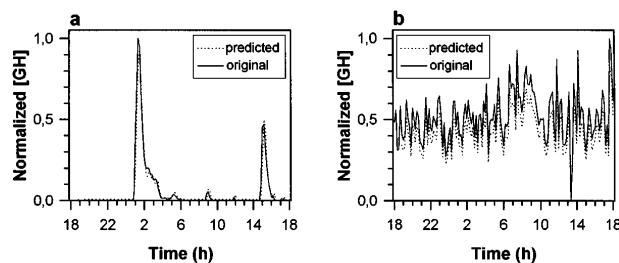 a
Normalized [GH]
1,0
0,5
0,0
predicted
original
18 22 2 6 10 14 18
Time (h)
b
Normalized [GH]
1,0
0,5
0,0
predicted
original
18 22 2 6 10 14 18
Time (h)